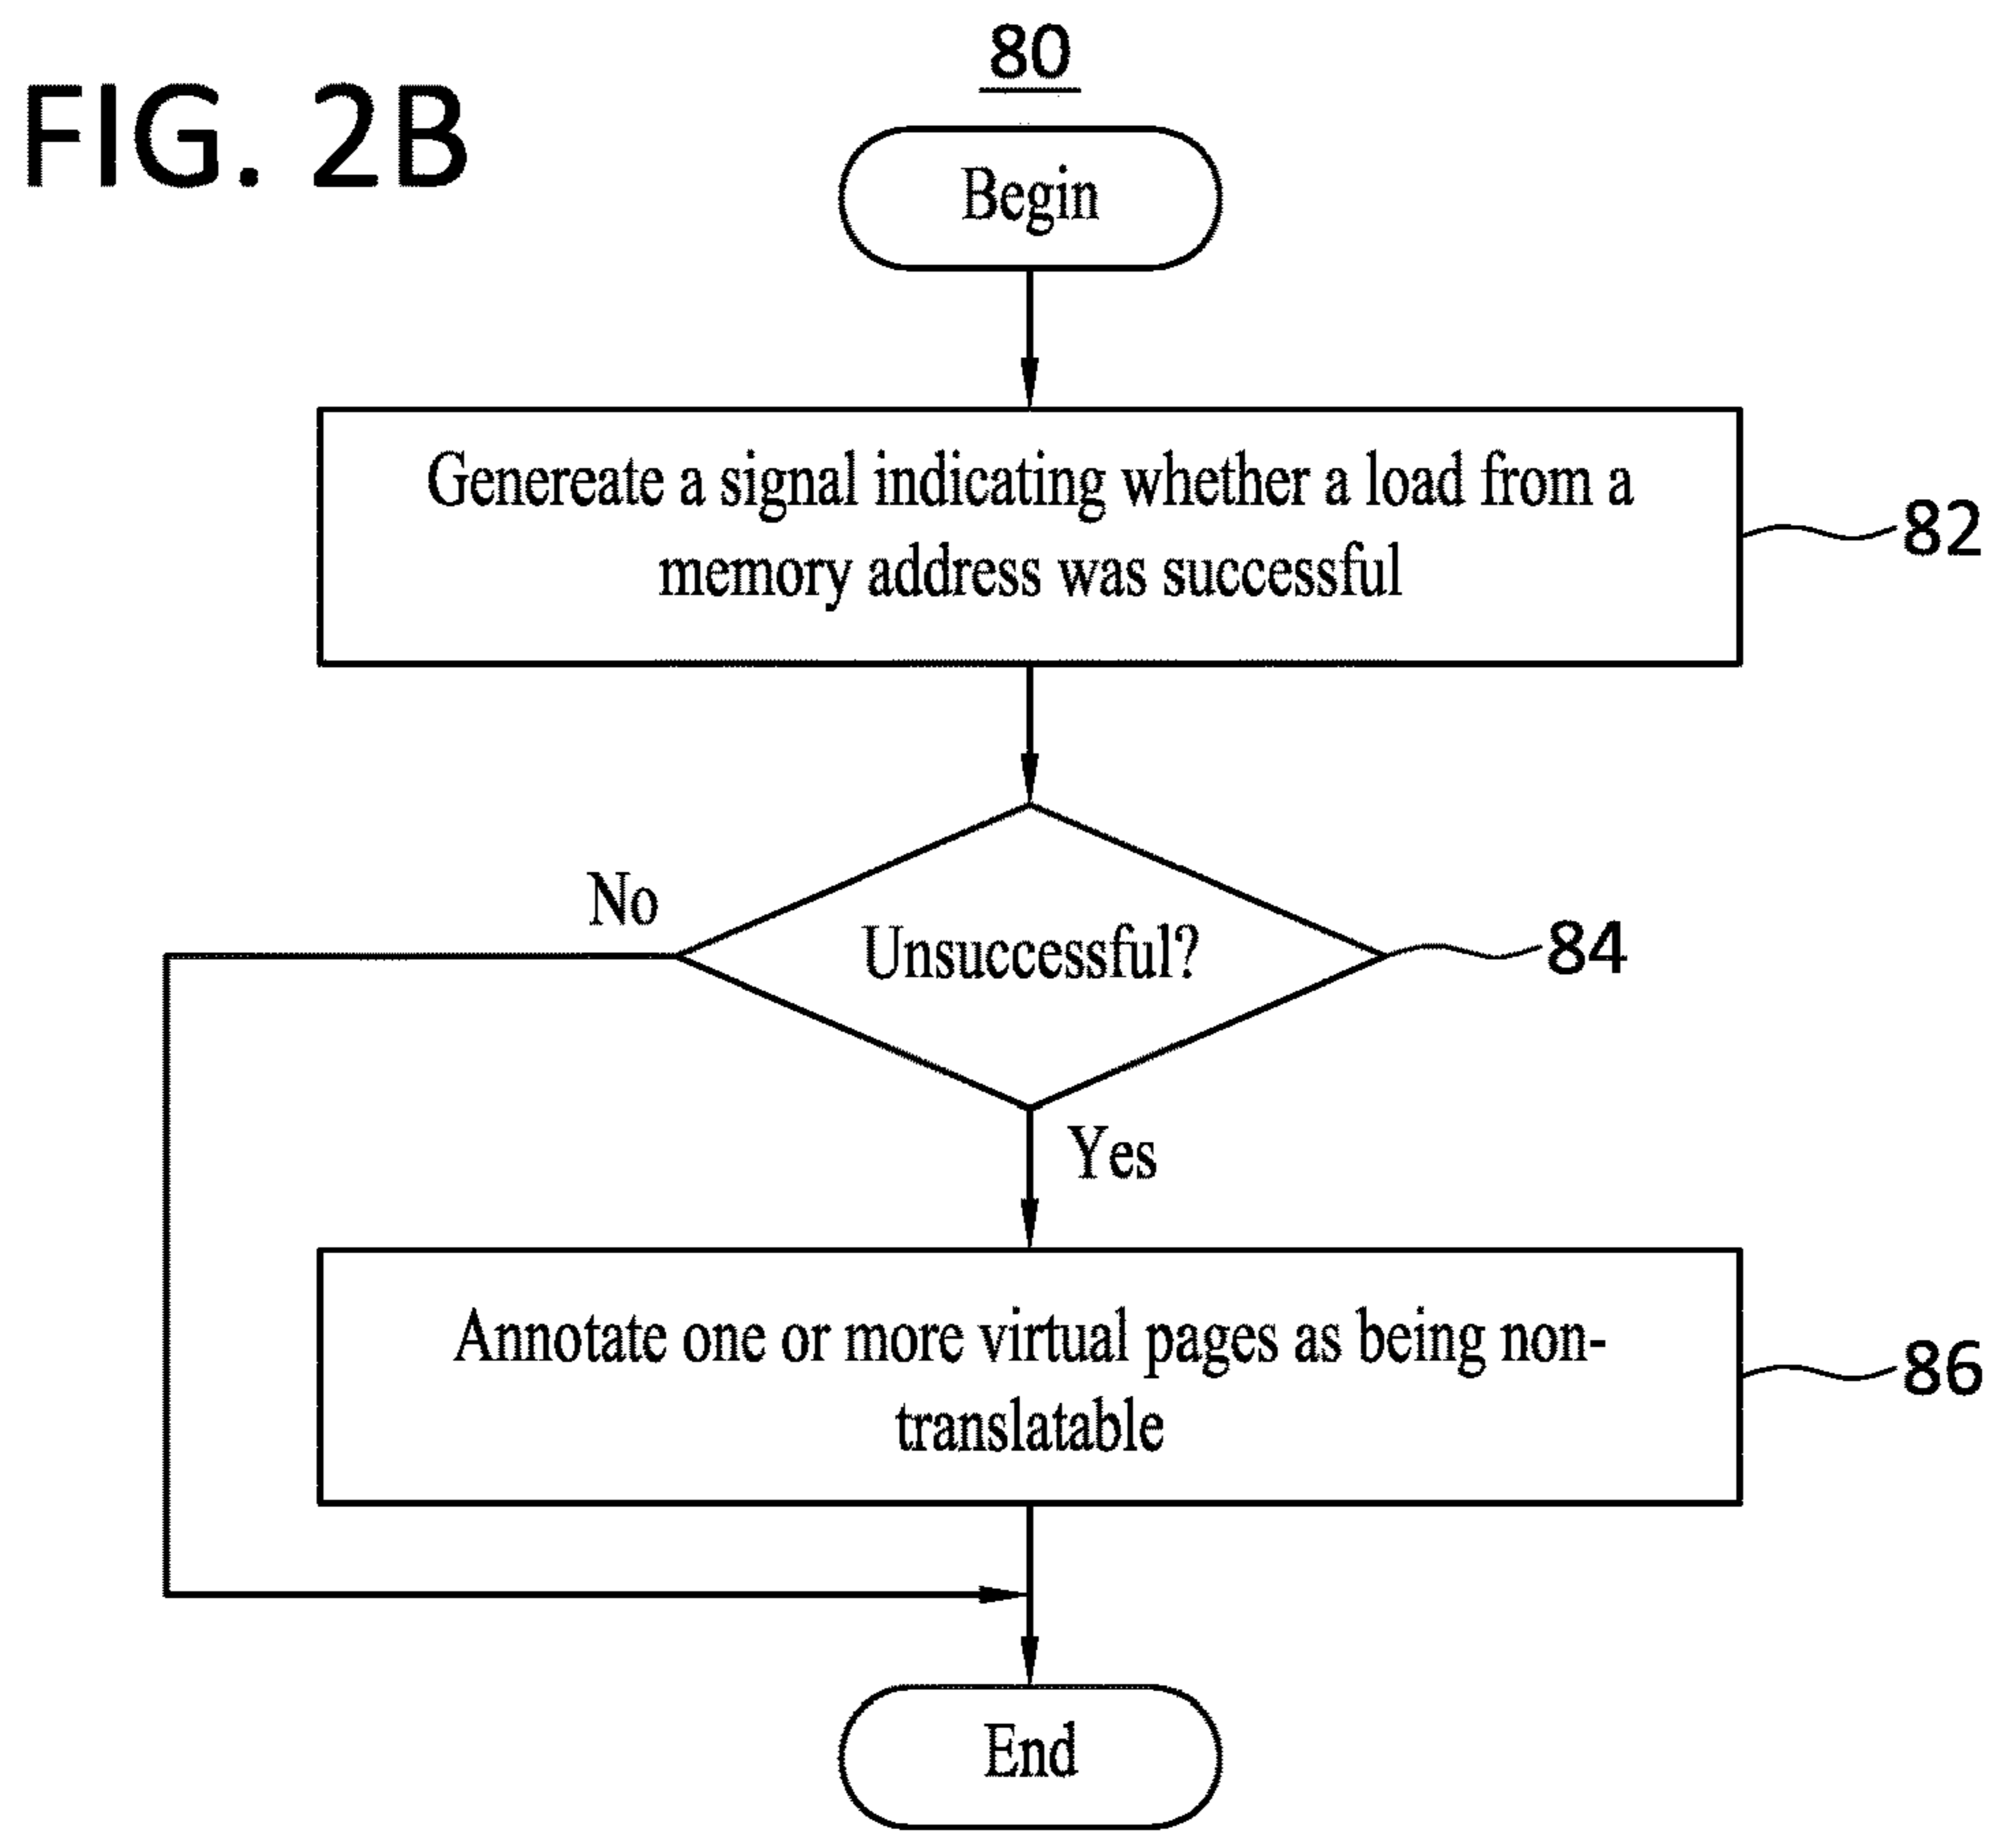 80
FIG. 2B
Begin
Genereate a signal indicating whether a load from a
memory address was successful
82
No
Unsuccessful?
84
Yes
Annotate one or more virtual pages as being non-
translatable
86
End